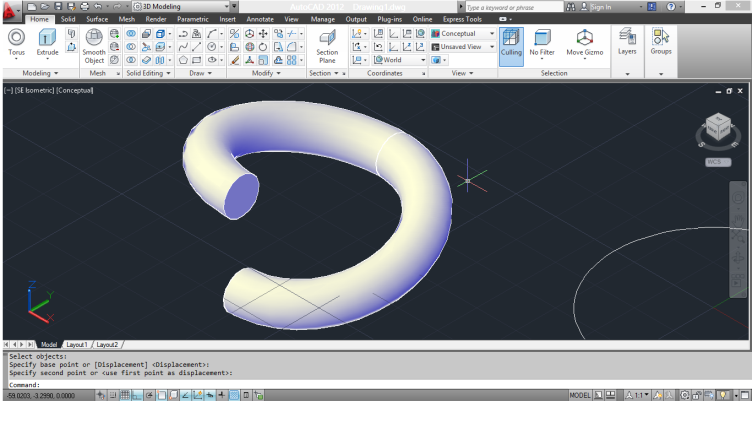 3D Modeling
AutoCAD 2012 Drawing1.dwg
Type a keyword or phrase
Sign In
Home Solid Surface Mesh Render Parametric Insert Annotate View Manage Output Plug-ins Online Express Tools
Torus
Extrude
Smooth Object
Section Plane
World
Conceptual
Unsaved View
Culling
No Filter
Move Gizmo
Layers
Groups
Modeling Mesh Solid Editing Draw Modify Section Coordinates View Selection
[−] [SE Isometric] [Conceptual]
WCS
S
E
Z
Y
X
Model Layout1 Layout2
Select objects:
Specify base point or [Displacement] <Displacement>:
Specify second point or <use first point as displacement>:
Command:
-59.0203, -3.2990, 0.0000
MODEL
1:1